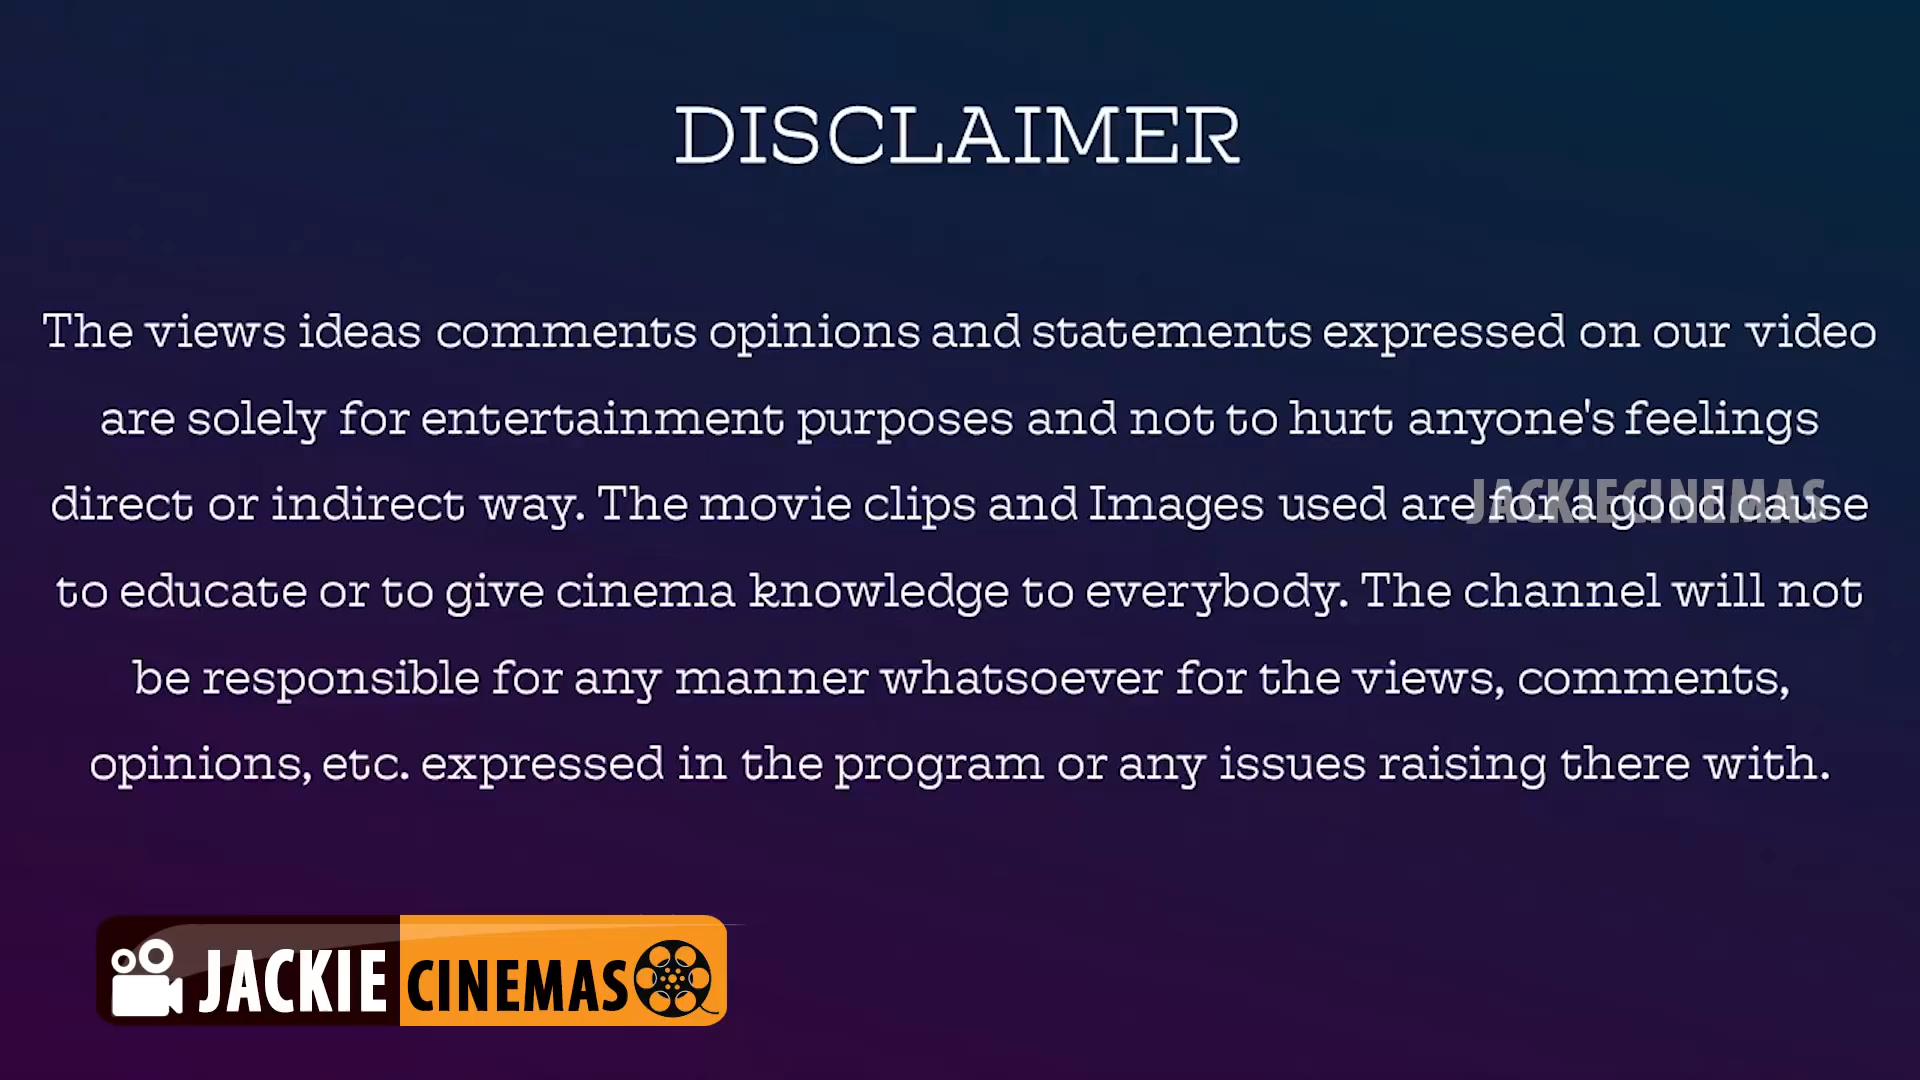 DISCLAIMER
The views ideas comments opinions and statements expressed on our video
are solely for entertainment purposes and not to hurt anyone's feelings
direct or indirect way. The movie clips and Images used are for a good cause
JACKIECINEMAS
to educate or to give cinema knowledge to everybody. The channel will not
be responsible for any manner whatsoever for the views, comments,
opinions, etc. expressed in the program or any issues raising there with.
JACKIE CINEMAS